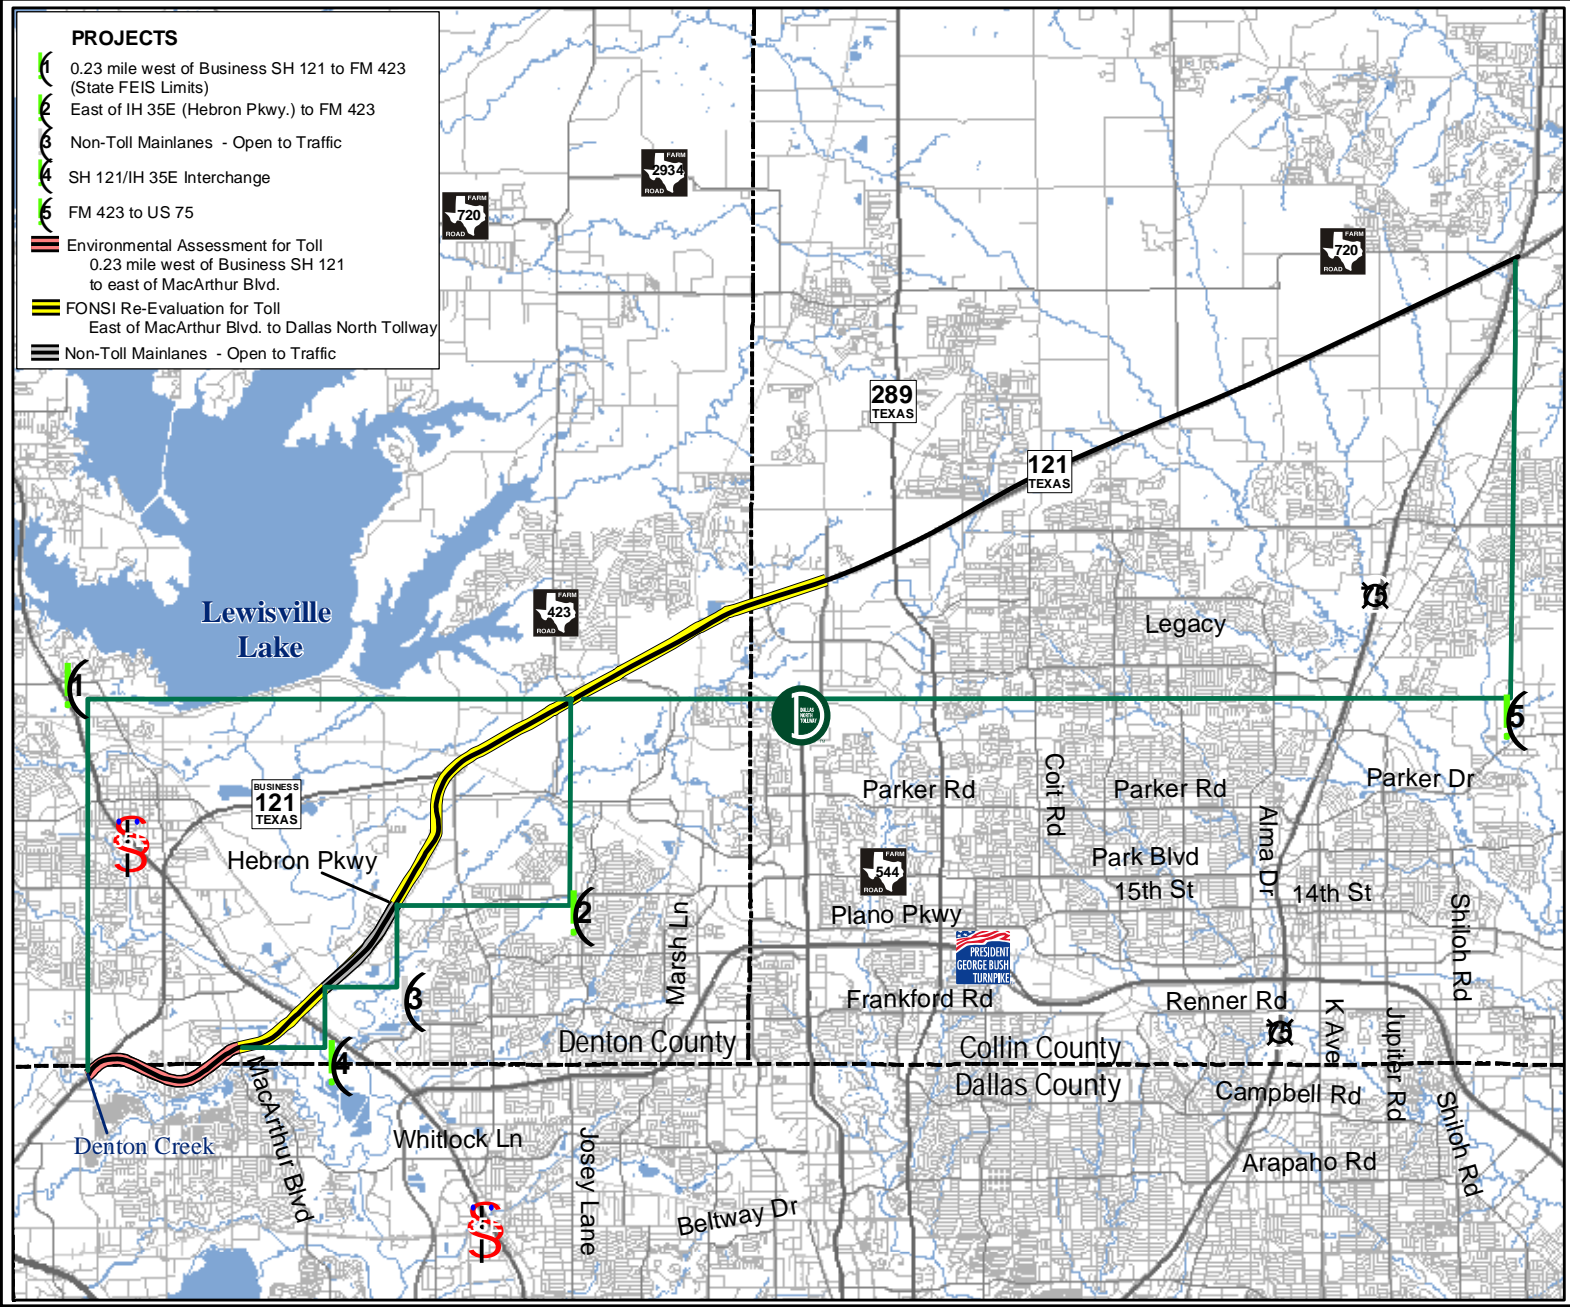 PROJECTS
1 0.23 mile west of Business SH 121 to FM 423
(State FEIS Limits)
2 East of IH 35E (Hebron Pkwy.) to FM 423
3 Non-Toll Mainlanes - Open to Traffic
4 SH 121/IH 35E Interchange
5 FM 423 to US 75
Environmental Assessment for Toll
0.23 mile west of Business SH 121
to east of MacArthur Blvd.
FONSI Re-Evaluation for Toll
East of MacArthur Blvd. to Dallas North Tollway
Non-Toll Mainlanes - Open to Traffic
FARM
2934
ROAD
FARM
720
ROAD
FARM
720
ROAD
289
TEXAS
121
TEXAS
Lewisville
Lake
FARM
423
ROAD
75
Legacy
1
DALLAS
NORTH
TOLLWAY
5
BUSINESS
121
TEXAS
Parker Rd
Coit Rd
Parker Rd
Parker Dr
Alma Dr
Hebron Pkwy
FARM
544
ROAD
Park Blvd
15th St
14th St
2
Plano Pkwy
Marsh Ln
Shiloh Rd
PRESIDENT
GEORGE BUSH
TURNPIKE
3
Frankford Rd
Renner Rd
K Ave
Jupiter Rd
75
Denton County
Collin County
4
Dallas County
Campbell Rd
MacArthur Blvd
Shiloh Rd
Denton Creek
Whitlock Ln
Josey Lane
Arapaho Rd
Beltway Dr